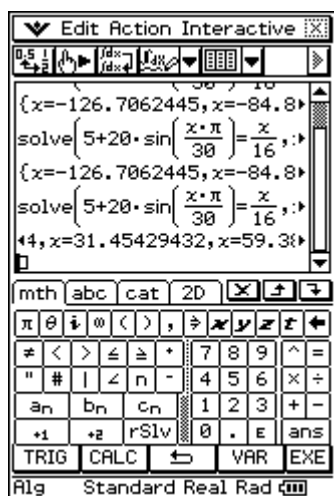 Edit Action Interactive
{x=-126.7062445,x=-84.8
solve(5+20·sin(x·π/30)=x/16,
{x=-126.7062445,x=-84.8
solve(5+20·sin(x·π/30)=x/16,
4,x=31.45429432,x=59.3
mth abc cat 2D
π θ i ∞ ( ) , ⇒ x y z t ←
≠ < > ≤ ≥ 7 8 9 ^ =
" # | ∠ 4 5 6 × ÷
an bn cn 1 2 3 + -
+1 +2 rSlv 0 . E ans
TRIG CALC VAR EXE
Alg Standard Real Rad